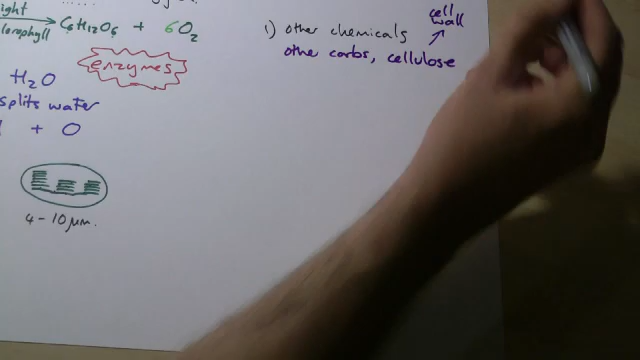 ight
lorophyll → C6H12O6 + 6O2
enzymes
H2O
splits water
+ O
4-10 μm.
cell
wall
1) other chemicals
other carbs, cellulose